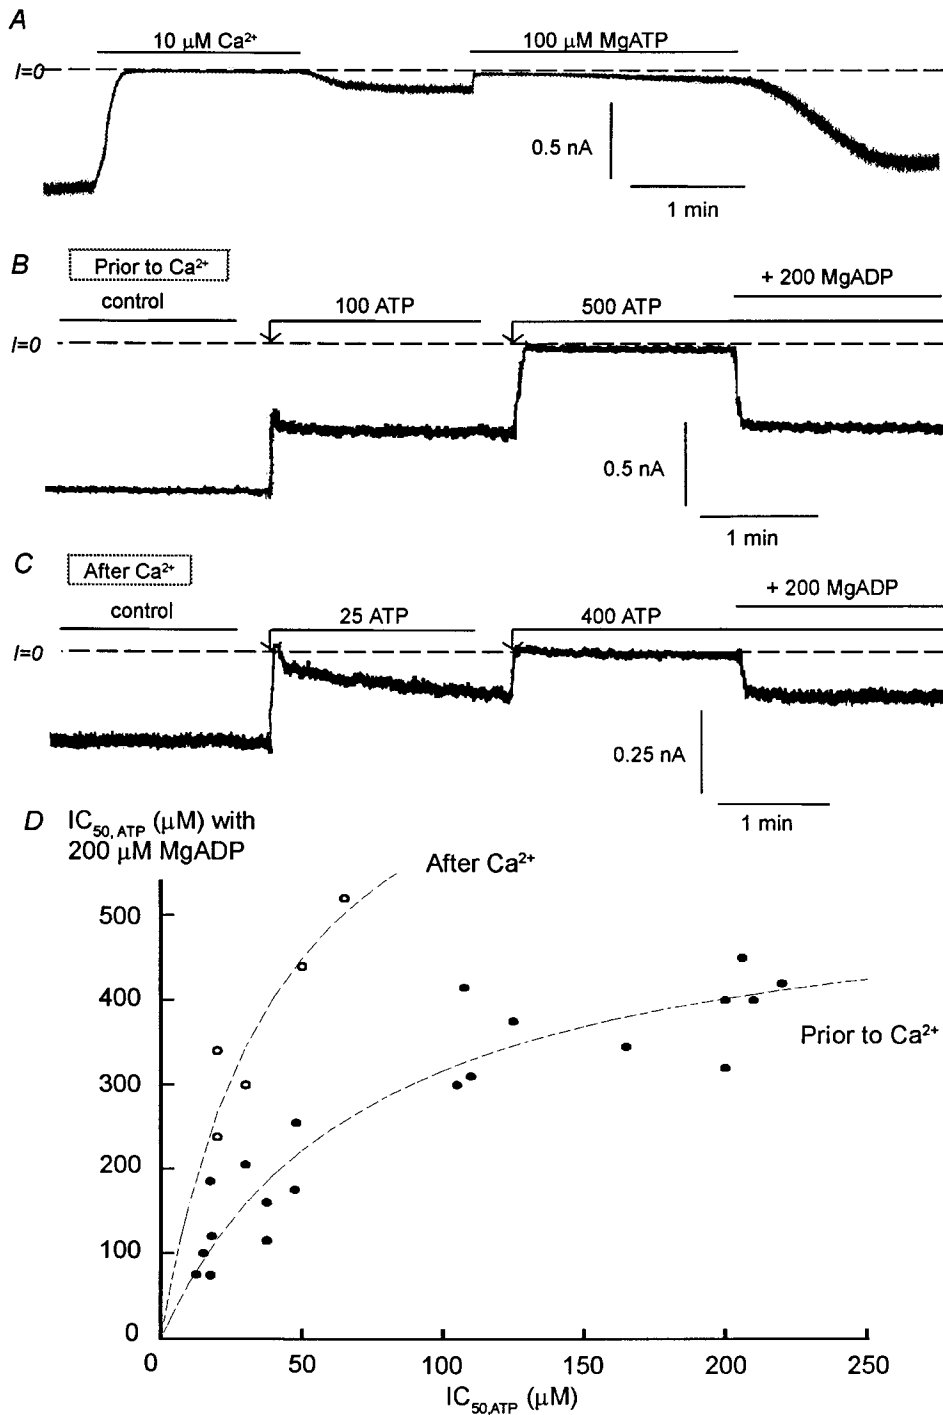 A
10 μM Ca²⁺
100 μM MgATP
I=0
0.5 nA
1 min
B
Prior to Ca²⁺
+ 200 MgADP
control
100 ATP
500 ATP
I=0
0.5 nA
1 min
C
After Ca²⁺
+ 200 MgADP
control
25 ATP
400 ATP
I=0
0.25 nA
1 min
D
IC50, ATP (μM) with
200 μM MgADP
After Ca²⁺
500
400
Prior to Ca²⁺
300
200
100
0
0 50 100 150 200 250
IC50,ATP (μM)